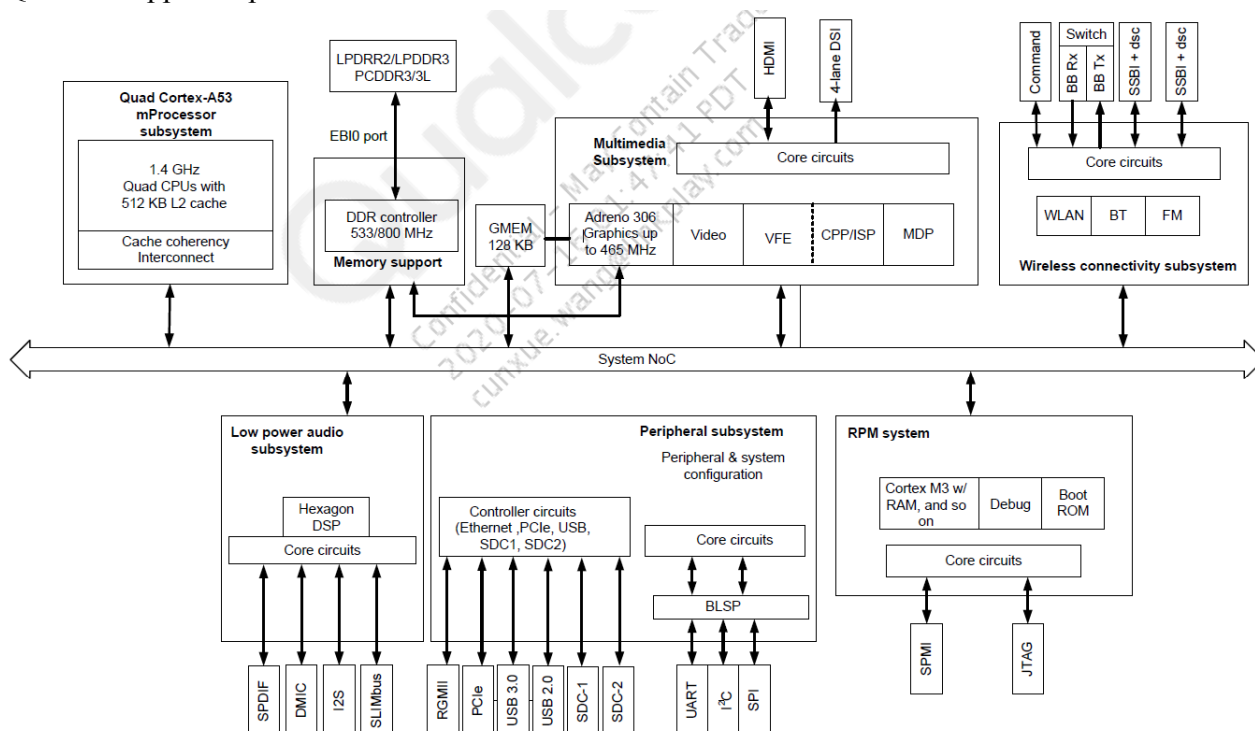 LPDRR2/LPDDR3
PCDDR3/3L
EBI0 port
Quad Cortex-A53
mProcessor
subsystem
1.4 GHz
Quad CPUs with
512 KB L2 cache
Cache coherency
Interconnect
DDR controller
533/800 MHz
Memory support
GMEM
128 KB
HDMI
4-lane DSI
Multimedia
Subsystem
Core circuits
Adreno 306
Graphics up
to 465 MHz
Video
VFE
CPP/ISP
MDP
Command
Switch
BB Rx
BB Tx
SSBI + dsc
SSBI + dsc
Core circuits
WLAN
BT
FM
Wireless connectivity subsystem
System NoC
Low power audio
subsystem
Hexagon
DSP
Core circuits
SPDIF
DMIC
I2S
SLIMbus
Peripheral subsystem
Peripheral & system
configuration
Controller circuits
(Ethernet ,PCIe, USB,
SDC1, SDC2)
Core circuits
BLSP
RGMII
PCIe
USB 3.0
USB 2.0
SDC-1
SDC-2
UART
I²C
SPI
RPM system
Cortex M3 w/
RAM, and so
on
Debug
Boot
ROM
Core circuits
SPMI
JTAG
Qualc
Confidential - May Contain Trade